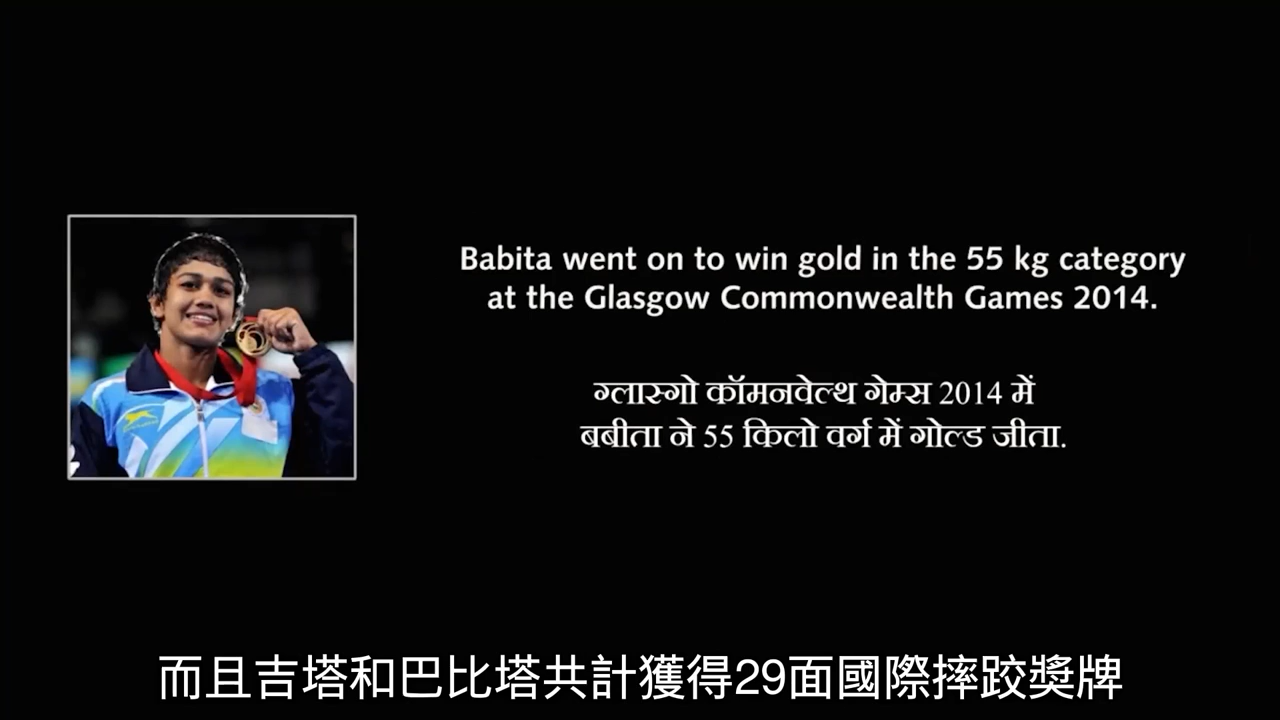 Babita went on to win gold in the 55 kg category
at the Glasgow Commonwealth Games 2014.
ग्लास्गो कॉमनवेल्थ गेम्स 2014 में
बबीता ने 55 किलो वर्ग में गोल्ड जीता.
而且吉塔和巴比塔共計獲得29面國際摔跤獎牌